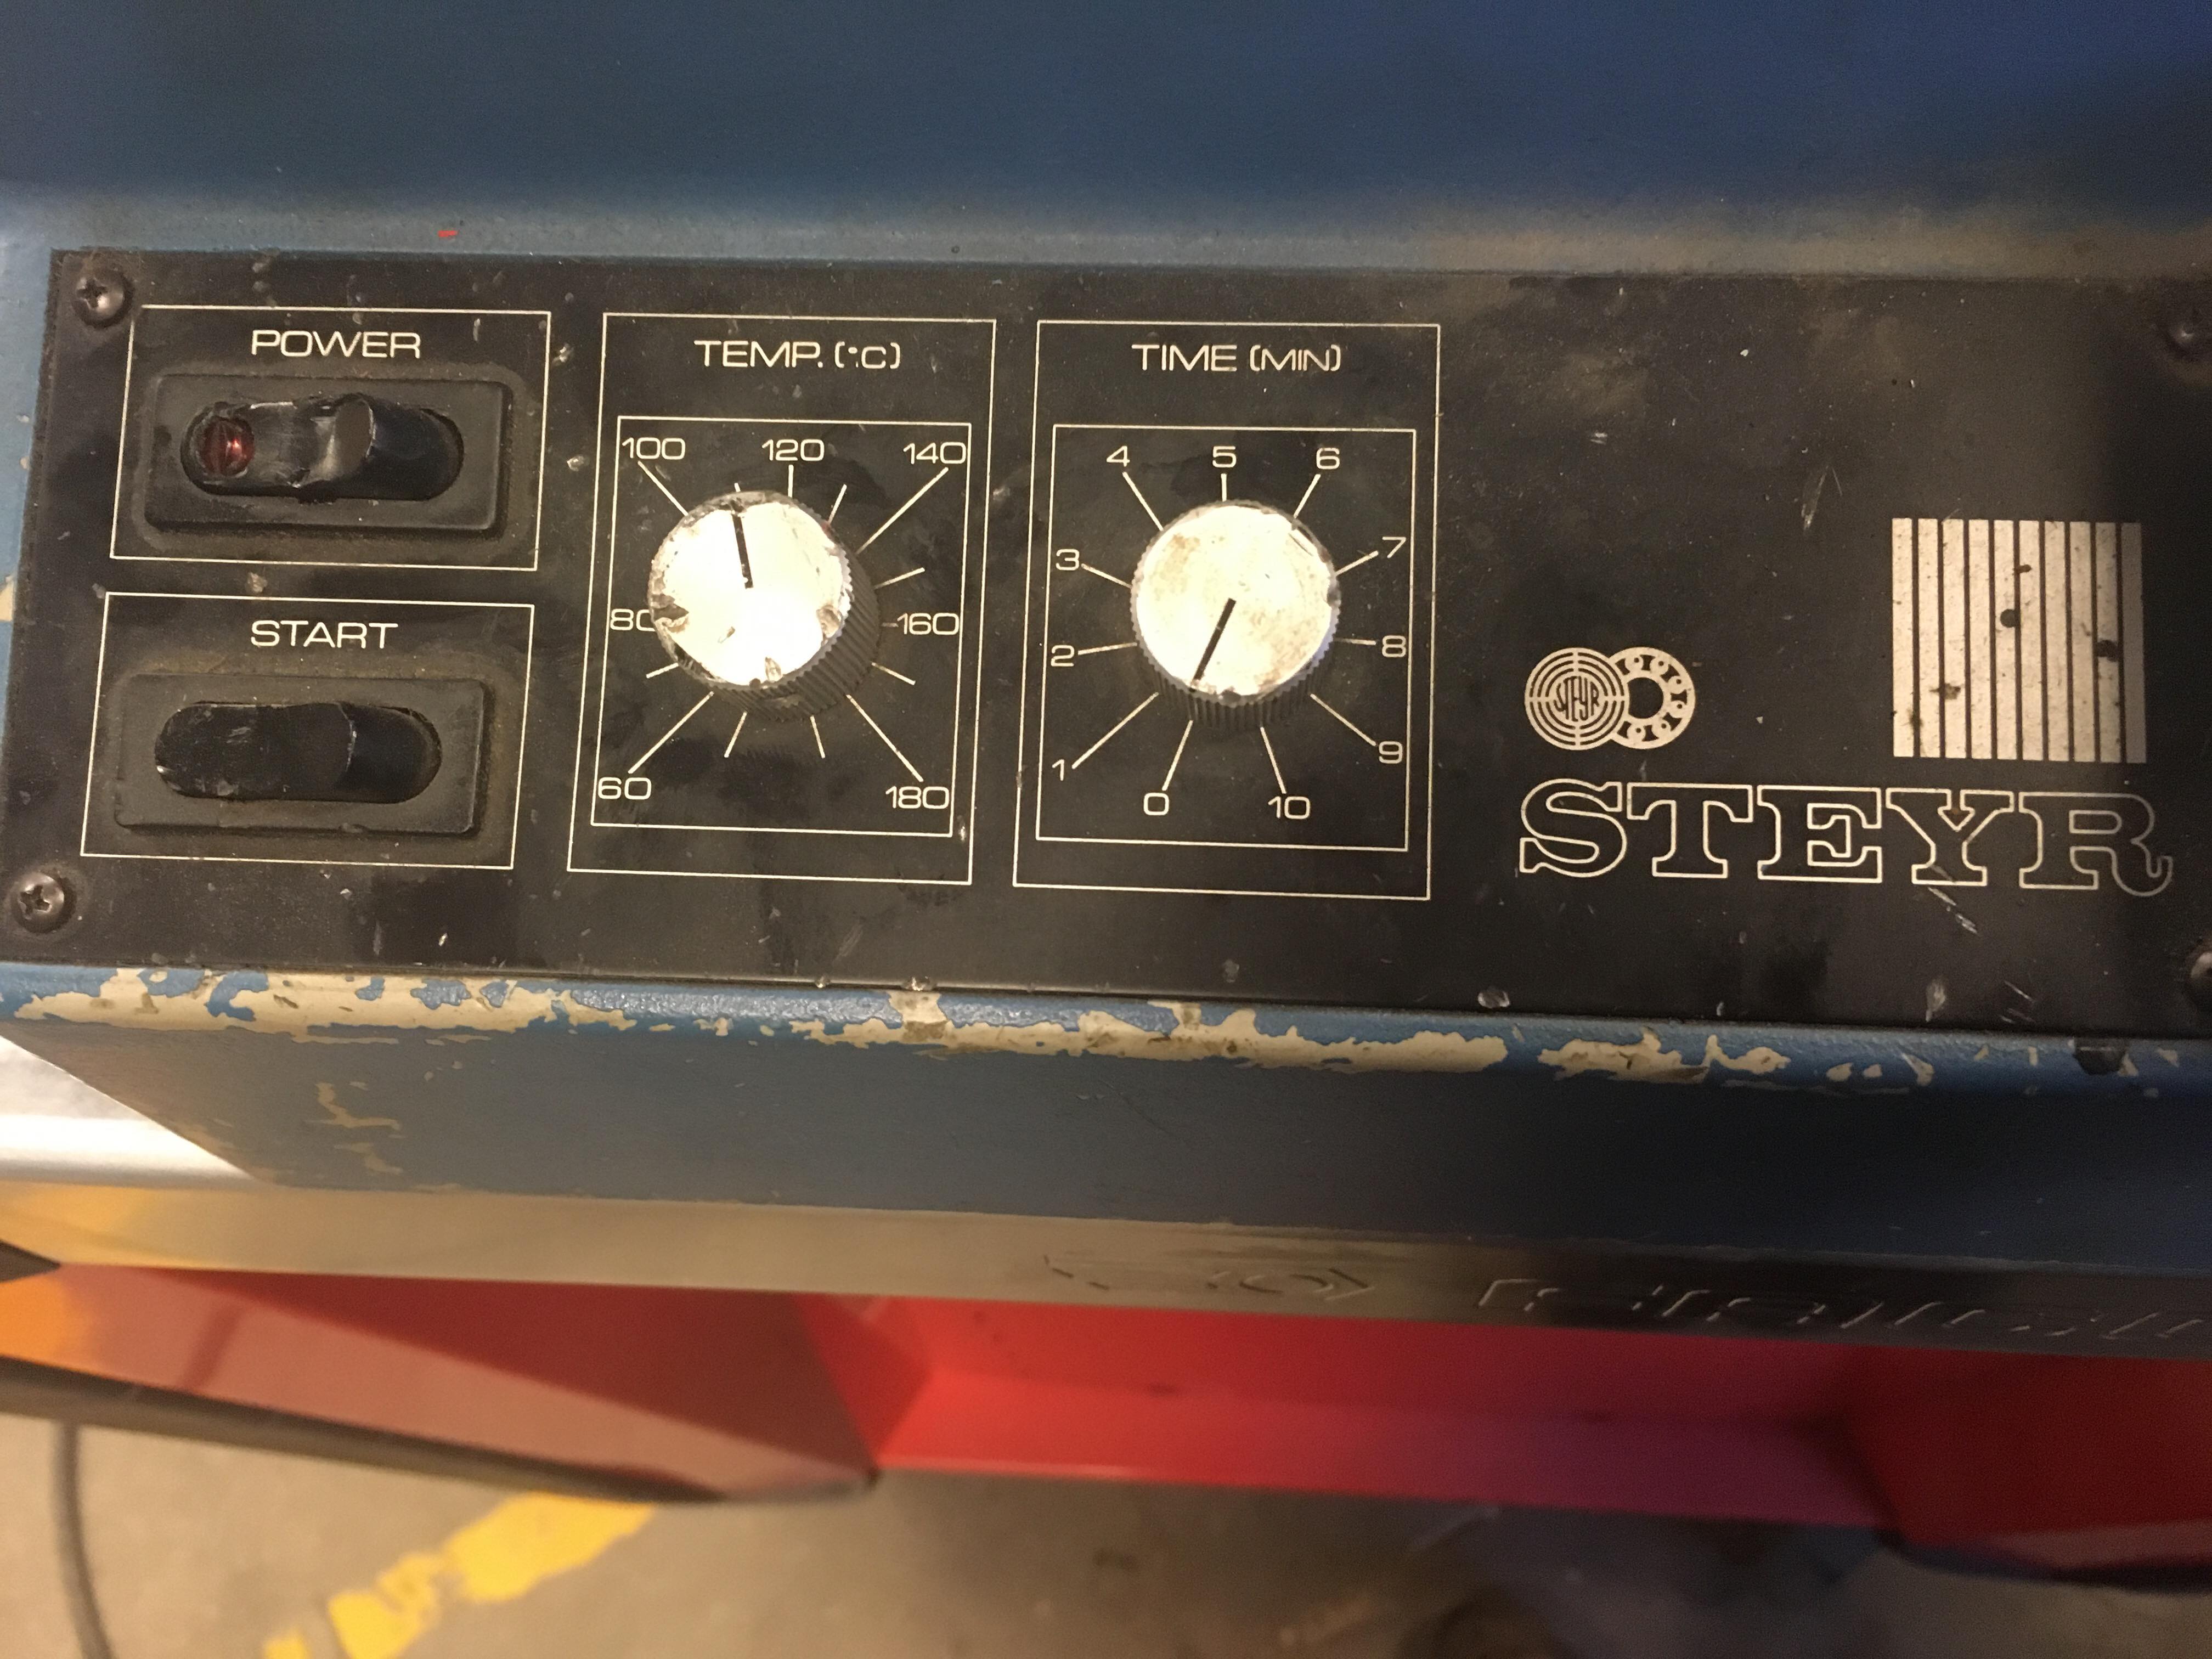 POWER
START
TEMP. (°C)
100 120 140
80 160
60 180
TIME (MIN)
4 5 6
3 7
2 8
1 9
0 10
STEYR
STEYR